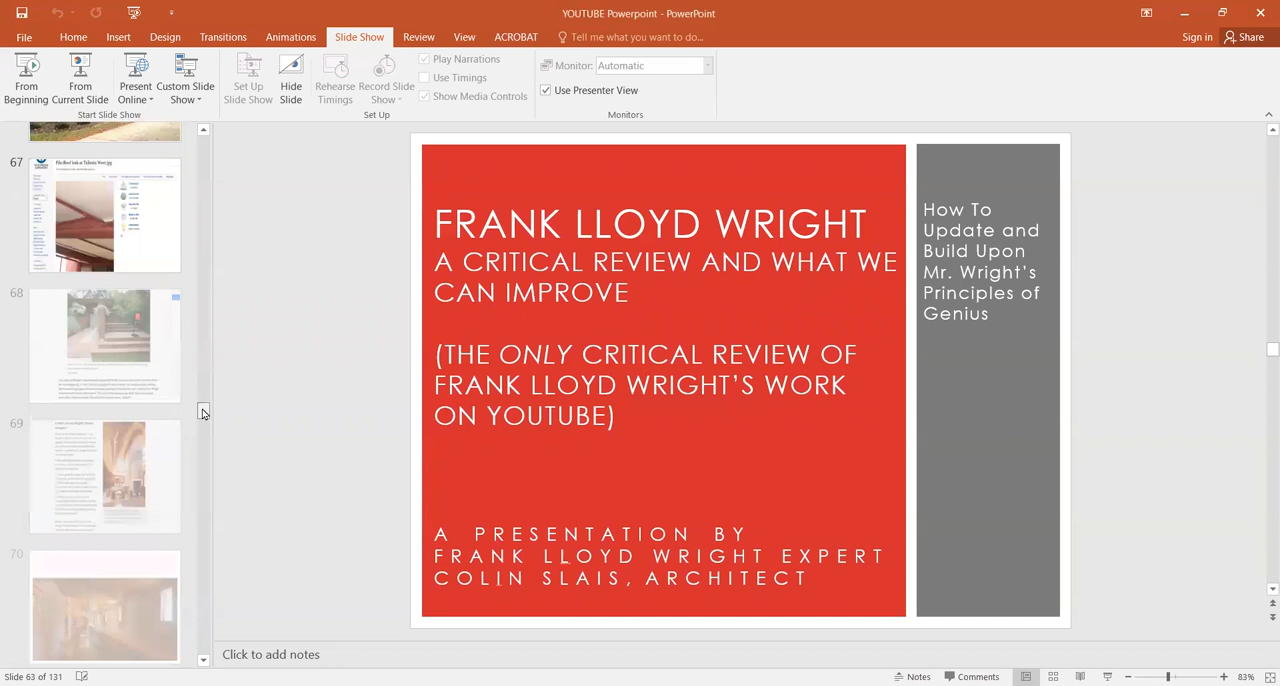 YOUTUBE Powerpoint - PowerPoint
File Home Insert Design Transitions Animations Slide Show Review View ACROBAT Tell me what you want to do... Sign in Share
From Beginning
From Current Slide
Present Online
Custom Slide Show
Set Up Slide Show
Hide Slide
Rehearse Timings
Record Slide Show
Play Narrations
Use Timings
Show Media Controls
Monitor: Automatic
Use Presenter View
Start Slide Show
Set Up
Monitors
67
68
69
70
FRANK LLOYD WRIGHT
A CRITICAL REVIEW AND WHAT WE
CAN IMPROVE
(THE ONLY CRITICAL REVIEW OF
FRANK LLOYD WRIGHT'S WORK
ON YOUTUBE)
A PRESENTATION BY
FRANK LLOYD WRIGHT EXPERT
COLIN SLAIS, ARCHITECT
How To
Update and
Build Upon
Mr. Wright's
Principles of
Genius
Click to add notes
Slide 63 of 131
Notes Comments 83%